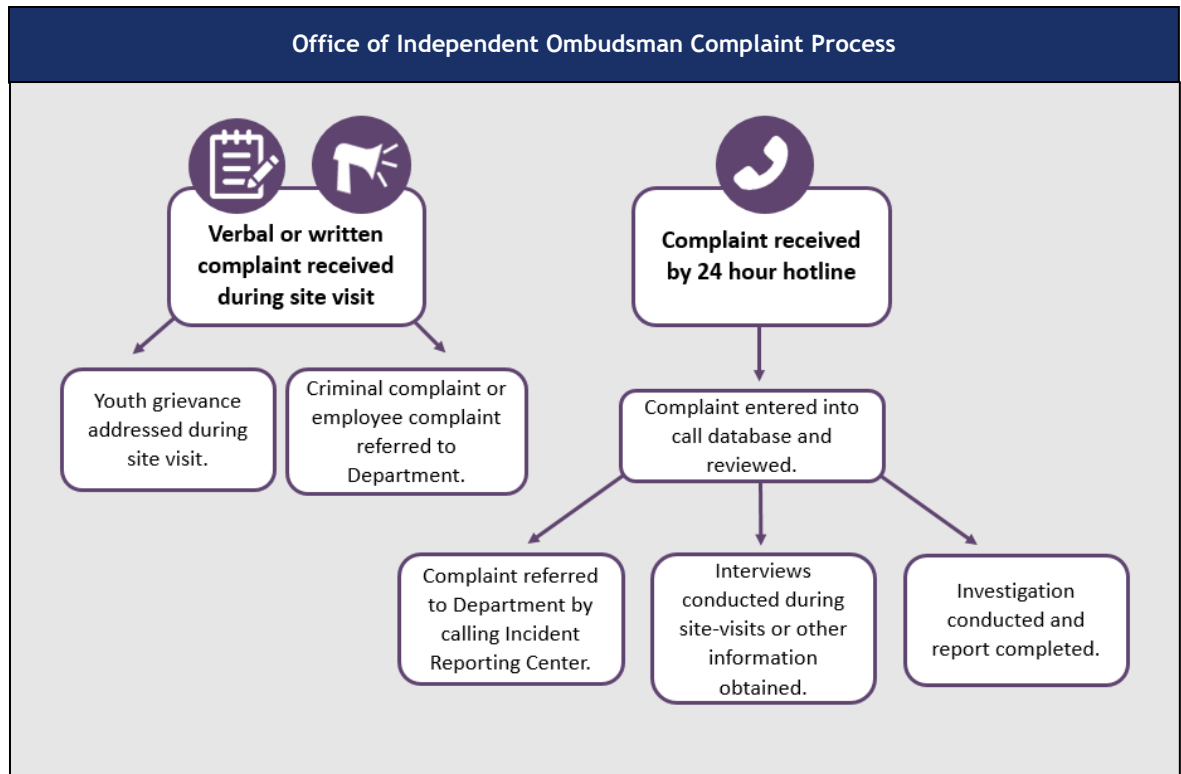 Office of Independent Ombudsman Complaint Process
Verbal or written
complaint received
during site visit
Complaint received
by 24 hour hotline
Youth grievance
addressed during
site visit.
Criminal complaint or
employee complaint
referred to
Department.
Complaint entered into
call database and
reviewed.
Complaint referred
to Department by
calling Incident
Reporting Center.
Interviews
conducted during
site-visits or other
information
obtained.
Investigation
conducted and
report completed.